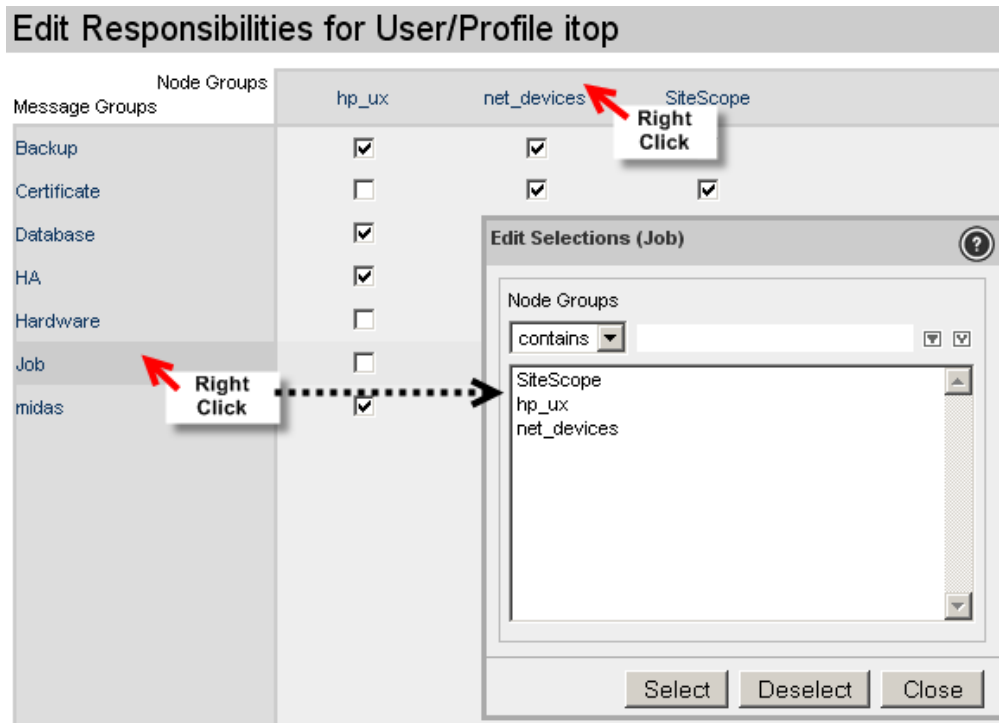 Edit Responsibilities for User/Profile itop
Node Groups
Message Groups
hp_ux
net_devices
SiteScope
Right
Click
Backup
Certificate
Database
HA
Hardware
Job
midas
Right
Click
Edit Selections (Job)
?
Node Groups
contains
SiteScope
hp_ux
net_devices
Select
Deselect
Close